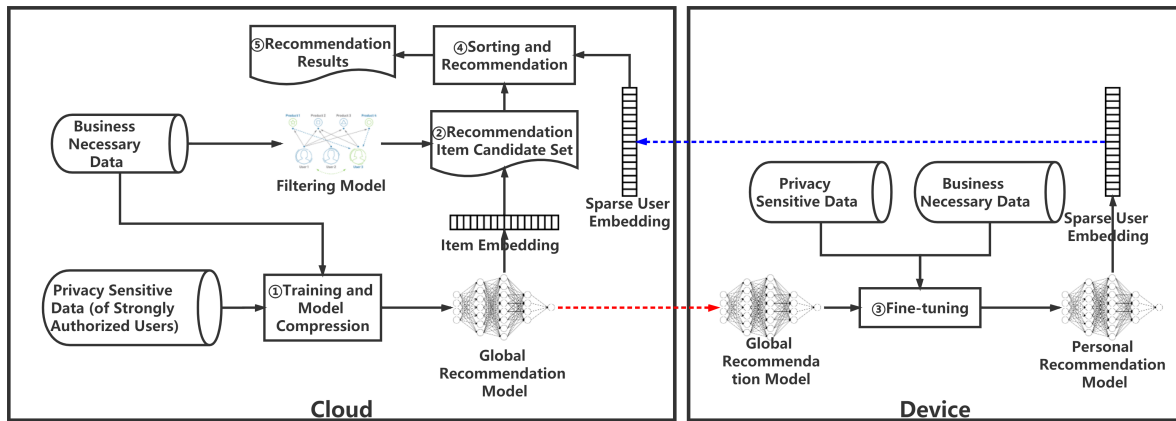 ⑤Recommendation
Results
④Sorting and
Recommendation
Business
Necessary
Data
Filtering Model
②Recommendation
Item Candidate Set
Sparse User
Embedding
Item Embedding
Privacy Sensitive
Data (of Strongly
Authorized Users)
①Training and
Model
Compression
Global
Recommendation
Model
Cloud
Privacy
Sensitive Data
Business
Necessary Data
Sparse User
Embedding
③Fine-tuning
Global
Recommenda
tion Model
Personal
Recommendation
Model
Device